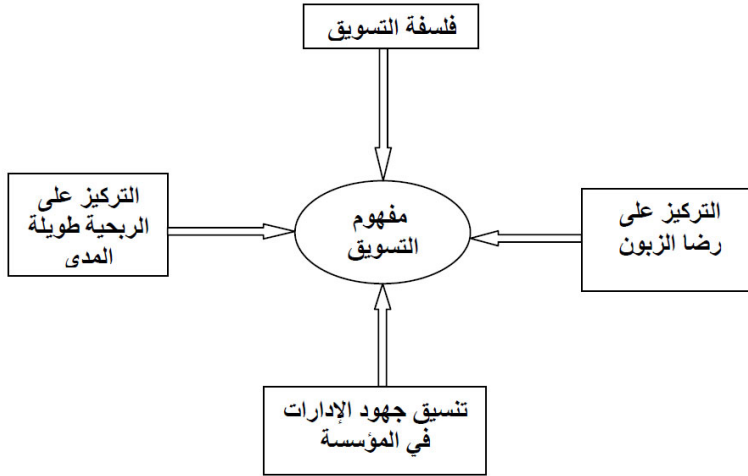 فلسفة التسويق
التركيز على
رضا الزبون
مفهوم
التسويق
التركيز على
الربحية طويلة
المدى
تنسيق جهود الإدارات
في المؤسسة